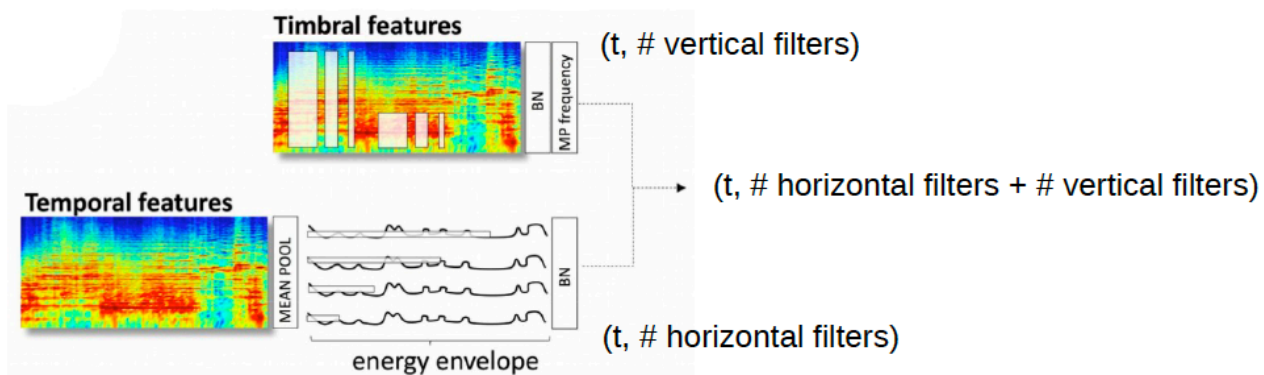 Timbral features
(t, # vertical filters)
BN
MP frequency
(t, # horizontal filters + # vertical filters)
Temporal features
MEAN POOL
BN
(t, # horizontal filters)
energy envelope